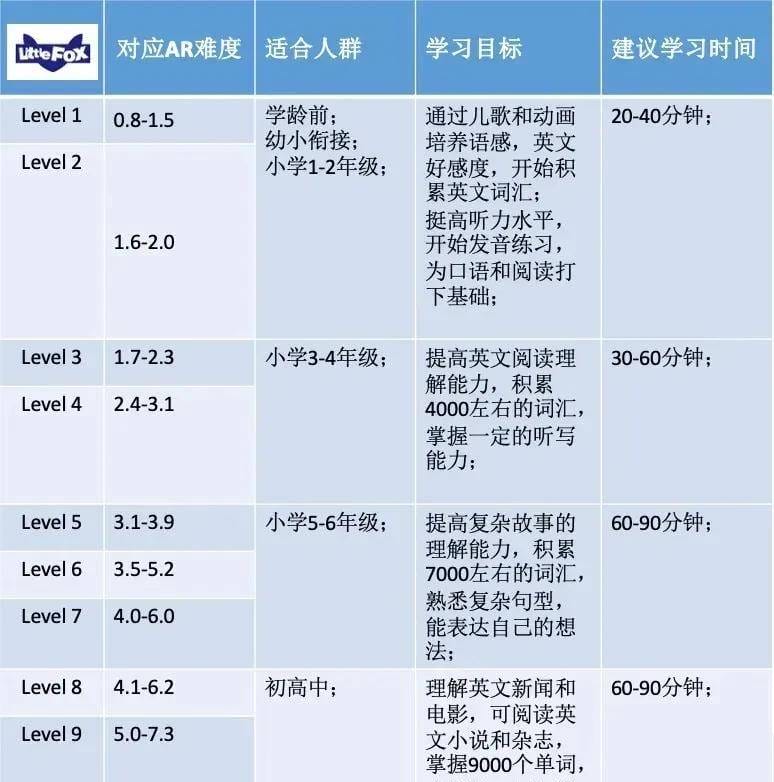 Little FOX
对应AR难度
适合人群
学习目标
建议学习时间
Level 1
0.8-1.5
学龄前；
幼小衔接；
小学1-2年级；
通过儿歌和动画
培养语感，英文
好感度，开始积
累英文词汇；
挺高听力水平，
开始发音练习，
为口语和阅读打
下基础；
20-40分钟；
Level 2
1.6-2.0
Level 3
1.7-2.3
小学3-4年级；
提高英文阅读理
解能力，积累
4000左右的词汇，
掌握一定的听写
能力；
30-60分钟；
Level 4
2.4-3.1
Level 5
3.1-3.9
小学5-6年级；
提高复杂故事的
理解能力，积累
7000左右的词汇，
熟悉复杂句型，
能表达自己的想
法；
60-90分钟；
Level 6
3.5-5.2
Level 7
4.0-6.0
Level 8
4.1-6.2
初高中；
理解英文新闻和
电影，可阅读英
文小说和杂志，
掌握9000个单词，
60-90分钟；
Level 9
5.0-7.3